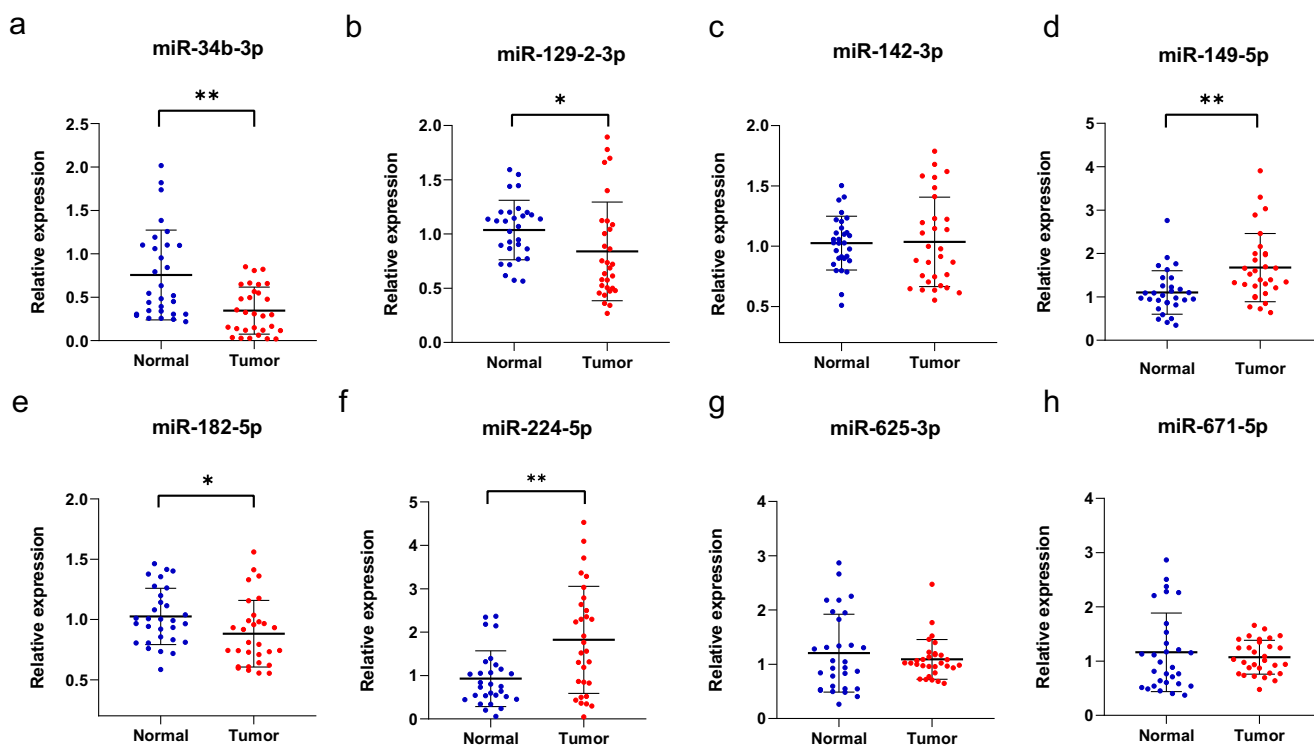 a
miR-34b-3p
**
Relative expression
2.5
2.0
1.5
1.0
0.5
0.0
Normal Tumor
b
miR-129-2-3p
*
Relative expression
2.0
1.5
1.0
0.5
0.0
Normal Tumor
c
miR-142-3p
Relative expression
2.0
1.5
1.0
0.5
Normal Tumor
d
miR-149-5p
**
Relative expression
5
4
3
2
1
0
Normal Tumor
e
miR-182-5p
*
Relative expression
2.0
1.5
1.0
0.5
Normal Tumor
f
miR-224-5p
**
Relative expression
5
4
3
2
1
0
Normal Tumor
g
miR-625-3p
Relative expression
4
3
2
1
0
Normal Tumor
h
miR-671-5p
Relative expression
4
3
2
1
0
Normal Tumor